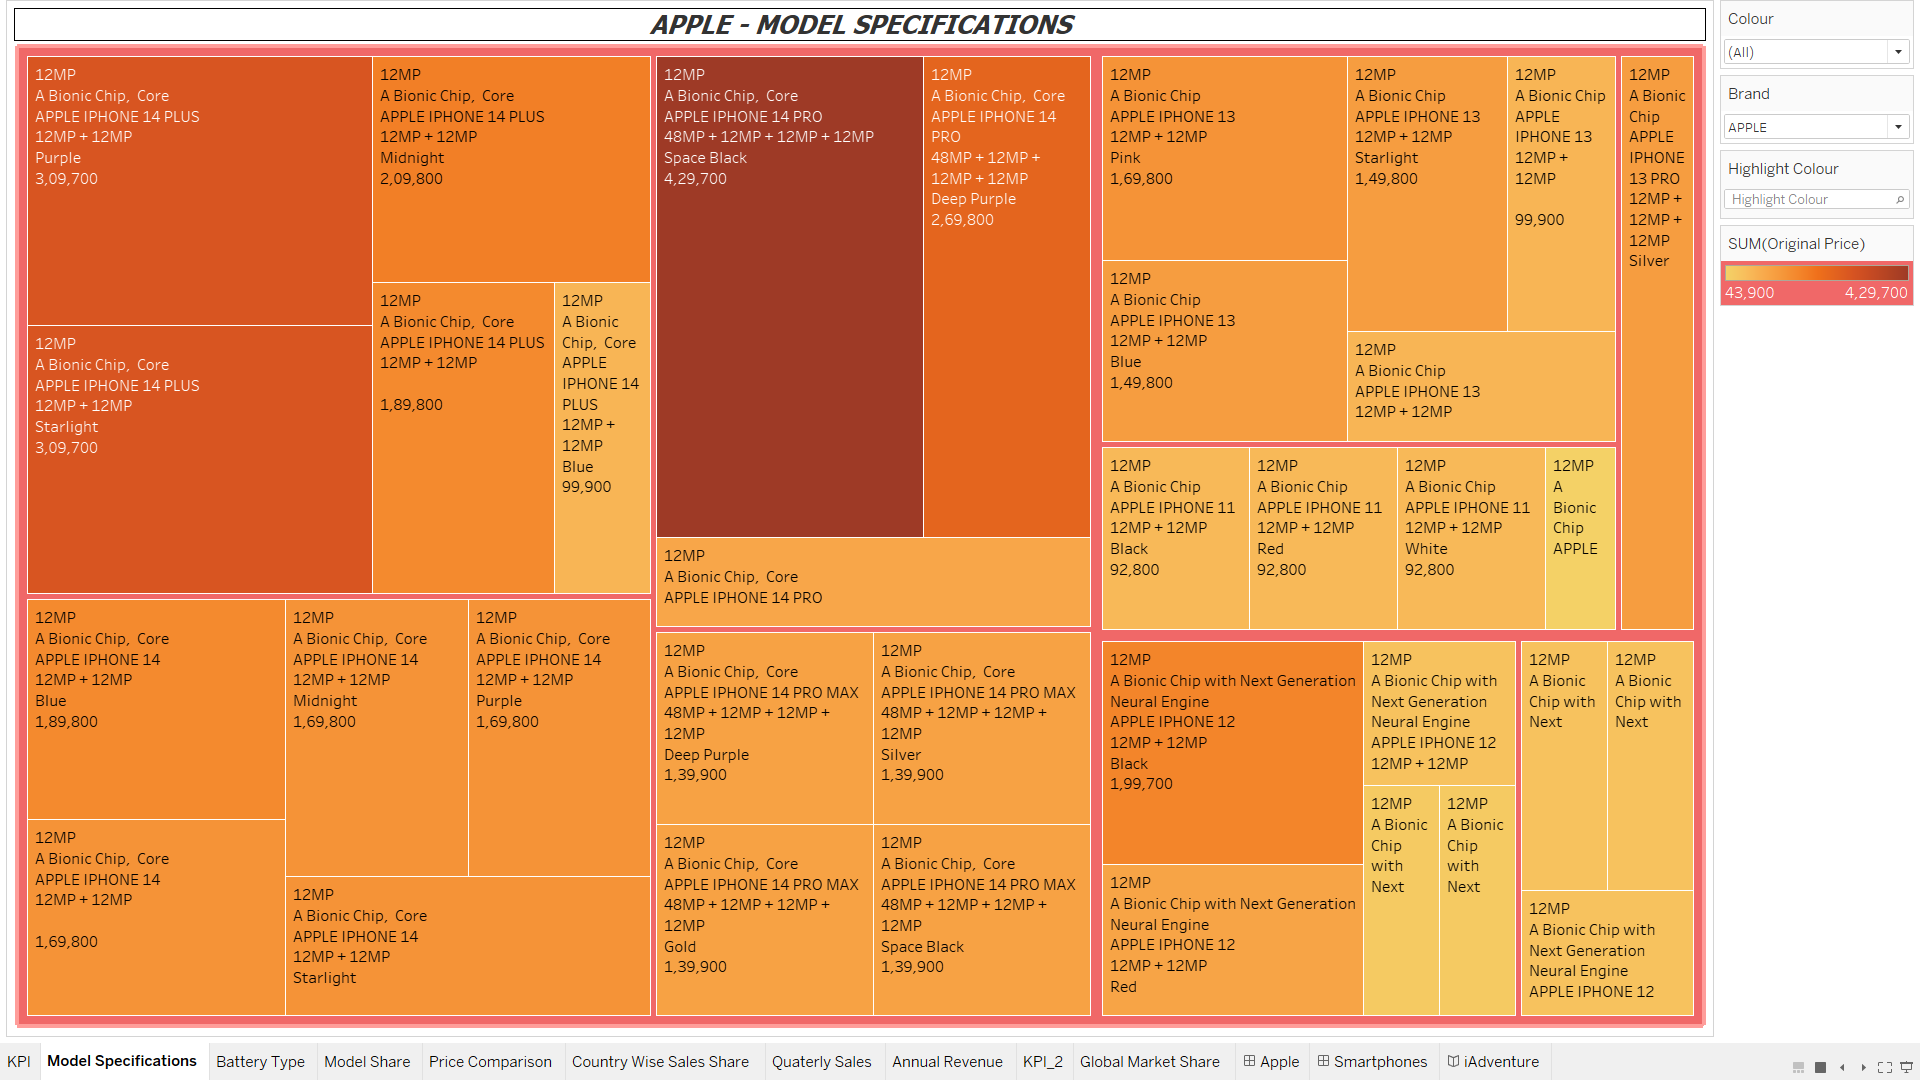 APPLE - MODEL SPECIFICATIONS
12MP
A Bionic Chip,  Core
APPLE IPHONE 14 PLUS
12MP + 12MP
Purple
3,09,700
12MP
A Bionic Chip,  Core
APPLE IPHONE 14 PLUS
12MP + 12MP
Midnight
2,09,800
12MP
A Bionic Chip,  Core
APPLE IPHONE 14 PLUS
12MP + 12MP
Starlight
3,09,700
12MP
A Bionic Chip,  Core
APPLE IPHONE 14 PLUS
12MP + 12MP
1,89,800
12MP
A Bionic
Chip,  Core
APPLE
IPHONE 14
PLUS
12MP +
12MP
Blue
99,900
12MP
A Bionic Chip,  Core
APPLE IPHONE 14
12MP + 12MP
Blue
1,89,800
12MP
A Bionic Chip,  Core
APPLE IPHONE 14
12MP + 12MP
Midnight
1,69,800
12MP
A Bionic Chip,  Core
APPLE IPHONE 14
12MP + 12MP
Purple
1,69,800
12MP
A Bionic Chip,  Core
APPLE IPHONE 14
12MP + 12MP
1,69,800
12MP
A Bionic Chip,  Core
APPLE IPHONE 14
12MP + 12MP
Starlight
12MP
A Bionic Chip,  Core
APPLE IPHONE 14 PRO
48MP + 12MP + 12MP + 12MP
Space Black
4,29,700
12MP
A Bionic Chip,  Core
APPLE IPHONE 14
PRO
48MP + 12MP +
12MP + 12MP
Deep Purple
2,69,800
12MP
A Bionic Chip,  Core
APPLE IPHONE 14 PRO
12MP
A Bionic Chip,  Core
APPLE IPHONE 14 PRO MAX
48MP + 12MP + 12MP +
12MP
Deep Purple
1,39,900
12MP
A Bionic Chip,  Core
APPLE IPHONE 14 PRO MAX
48MP + 12MP + 12MP +
12MP
Silver
1,39,900
12MP
A Bionic Chip,  Core
APPLE IPHONE 14 PRO MAX
48MP + 12MP + 12MP +
12MP
Gold
1,39,900
12MP
A Bionic Chip,  Core
APPLE IPHONE 14 PRO MAX
48MP + 12MP + 12MP +
12MP
Space Black
1,39,900
12MP
A Bionic Chip
APPLE IPHONE 13
12MP + 12MP
Pink
1,69,800
12MP
A Bionic Chip
APPLE IPHONE 13
12MP + 12MP
Starlight
1,49,800
12MP
A Bionic Chip
APPLE
IPHONE 13
12MP +
12MP
99,900
12MP
A Bionic Chip
APPLE IPHONE 13
12MP + 12MP
Blue
1,49,800
12MP
A Bionic Chip
APPLE IPHONE 13
12MP + 12MP
12MP
A Bionic
Chip
APPLE
IPHONE
13 PRO
12MP +
12MP +
12MP
Silver
12MP
A Bionic Chip
APPLE IPHONE 11
12MP + 12MP
Black
92,800
12MP
A Bionic Chip
APPLE IPHONE 11
12MP + 12MP
Red
92,800
12MP
A Bionic Chip
APPLE IPHONE 11
12MP + 12MP
White
92,800
12MP
A
Bionic
Chip
APPLE
12MP
A Bionic Chip with Next Generation
Neural Engine
APPLE IPHONE 12
12MP + 12MP
Black
1,99,700
12MP
A Bionic Chip with
Next Generation
Neural Engine
APPLE IPHONE 12
12MP + 12MP
12MP
A Bionic
Chip
with
Next
12MP
A Bionic
Chip
with
Next
12MP
A Bionic Chip with Next Generation
Neural Engine
APPLE IPHONE 12
12MP + 12MP
Red
12MP
A Bionic
Chip with
Next
12MP
A Bionic
Chip with
Next
12MP
A Bionic Chip with
Next Generation
Neural Engine
APPLE IPHONE 12
Colour
(All)
Brand
APPLE
Highlight Colour
Highlight Colour
SUM(Original Price)
43,900 4,29,700
KPI Model Specifications Battery Type Model Share Price Comparison Country Wise Sales Share Quaterly Sales Annual Revenue KPI_2 Global Market Share Apple Smartphones iAdventure